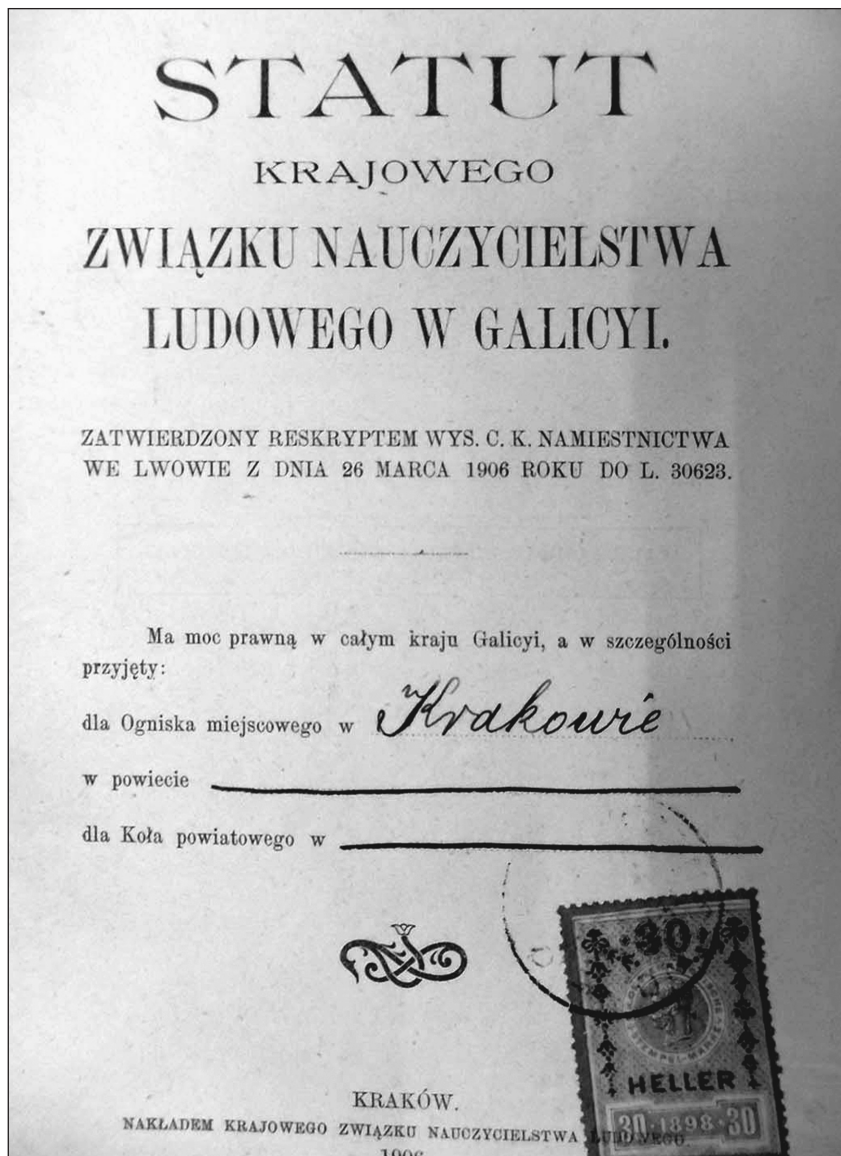 STATUT
KRAJOWEGO
ZWIĄZKU NAUCZYCIELSTWA
LUDOWEGO W GALICYI.
ZATWIERDZONY RESKRYPTEM WYS. C. K. NAMIESTNICTWA
WE LWOWIE Z DNIA 26 MARCA 1906 ROKU DO L. 30623.
Ma moc prawną w całym kraju Galicyi, a w szczególności
przyjęty:
dla Ogniska miejscowego w Krakowie
w powiecie
dla Koła powiatowego w
30
HELLER
30·1898·30
KRAKÓW.
NAKŁADEM KRAJOWEGO ZWIĄZKU NAUCZYCIELSTWA LUDOWEGO.
1906